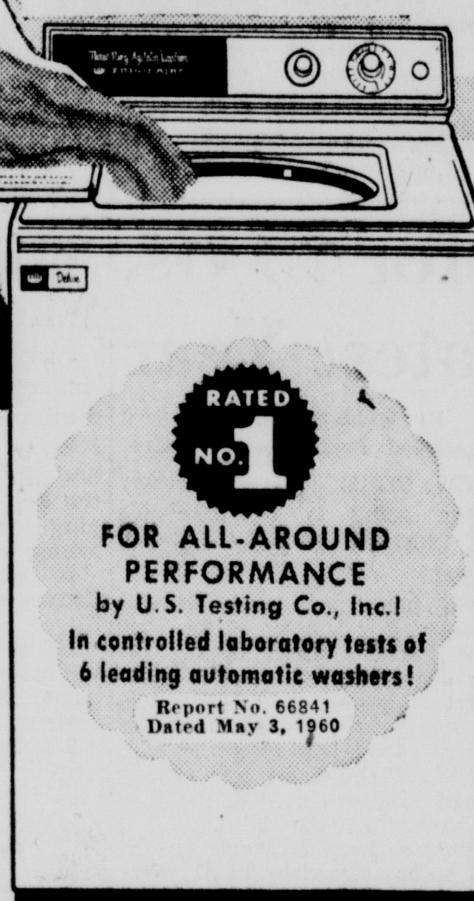 RATED
NO. 1
FOR ALL-AROUND
PERFORMANCE
by U.S. Testing Co., Inc.!
In controlled laboratory tests of
6 leading automatic washers!
Report No. 66841
Dated May 3, 1960